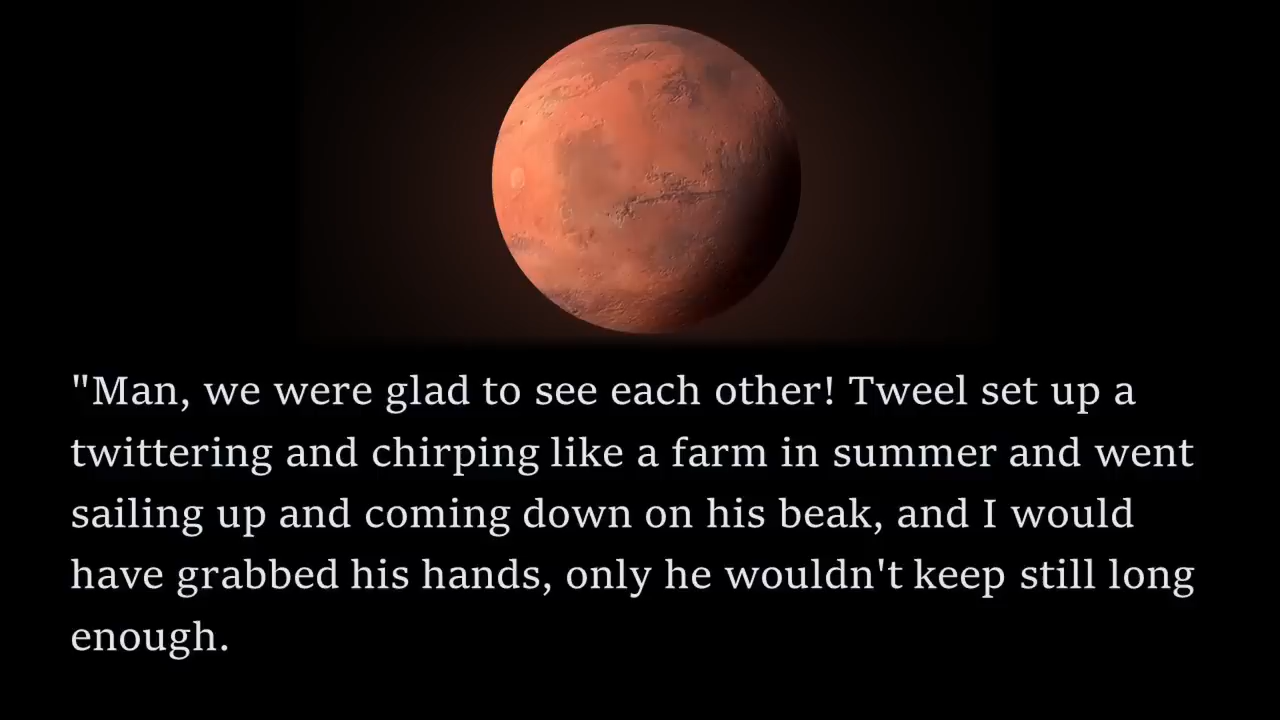 "Man, we were glad to see each other! Tweel set up a
twittering and chirping like a farm in summer and went
sailing up and coming down on his beak, and I would
have grabbed his hands, only he wouldn't keep still long
enough.